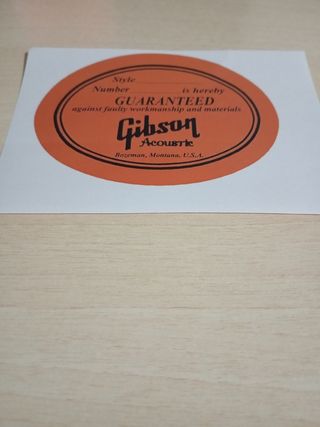 Style
Number is hereby
GUARANTEED
against faulty workmanship and materials
Gibson
Acoustic
Bozeman, Montana, U.S.A.